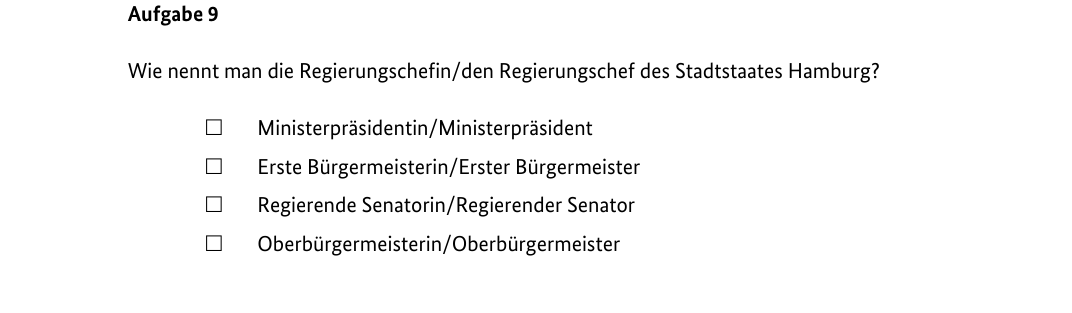 Aufgabe 9
Wie nennt man die Regierungschefin/den Regierungschef des Stadtstaates Hamburg?
☐ Ministerpräsidentin/Ministerpräsident
☐ Erste Bürgermeisterin/Erster Bürgermeister
☐ Regierende Senatorin/Regierender Senator
☐ Oberbürgermeisterin/Oberbürgermeister